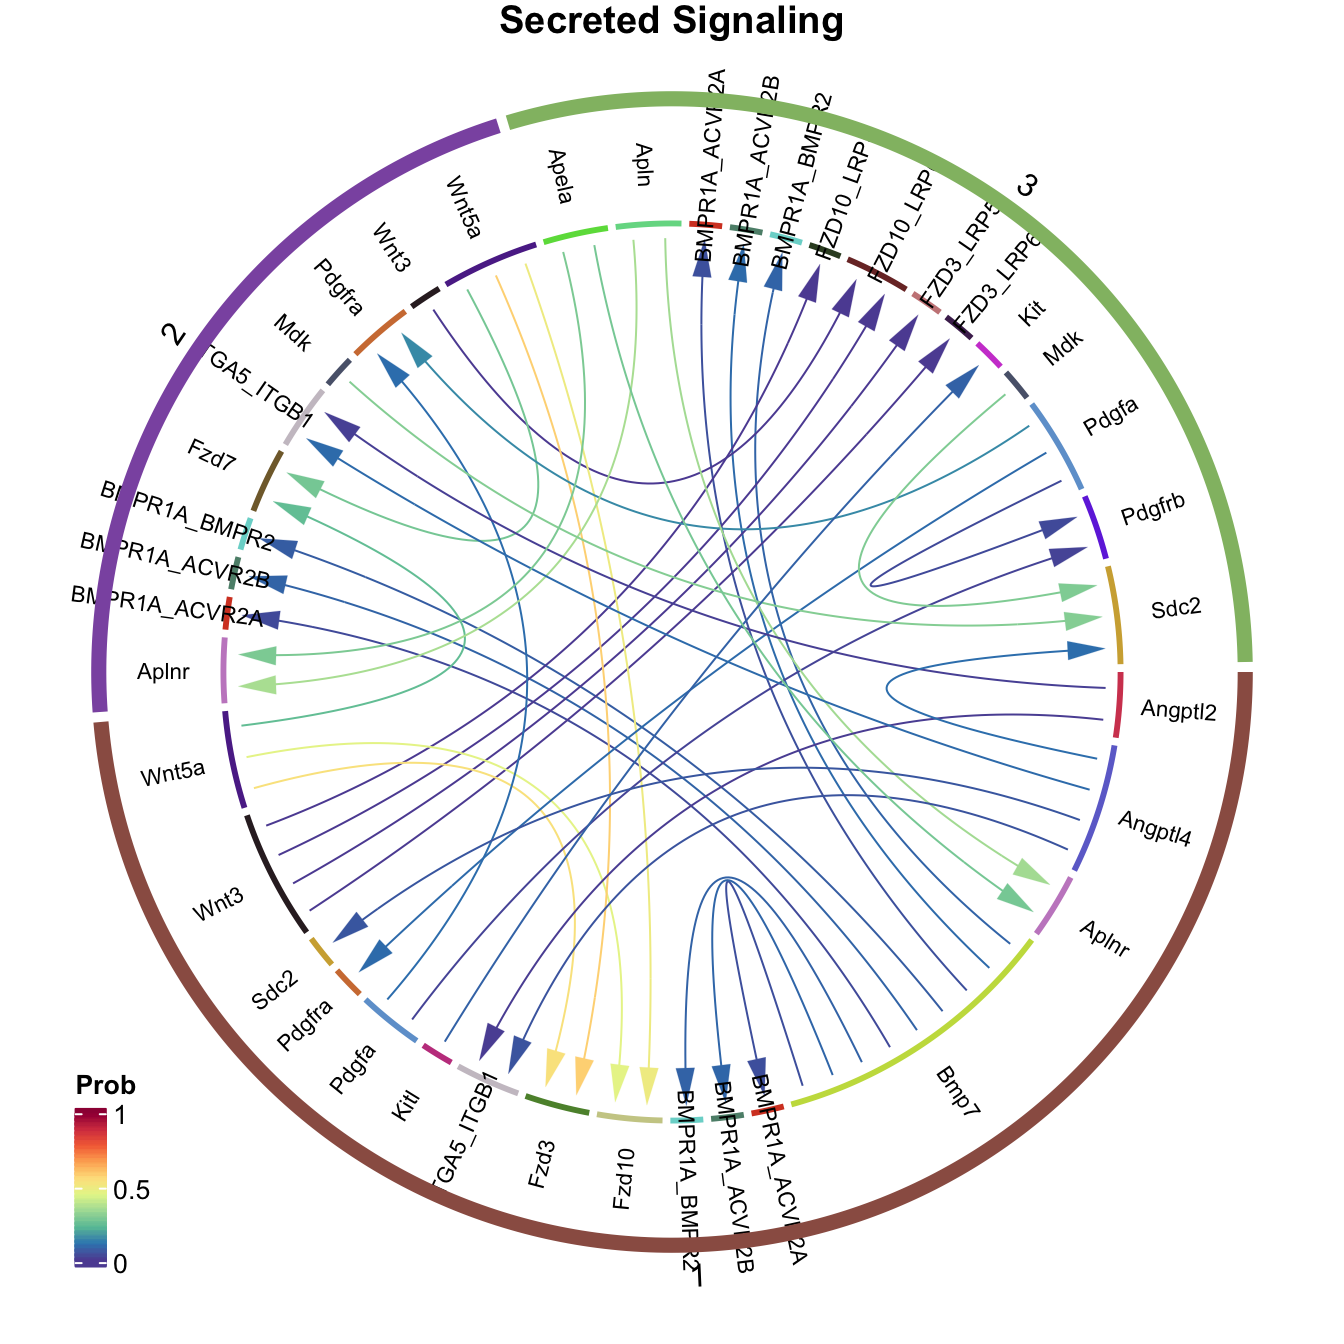 Secreted Signaling
Apela
Apln
BMPR1A_ACVR2A
BMPR1A_ACVR2B
BMPR1A_BMPR2
FZD10_LRP
FZD10_LRP
FZD3_LRP5
FZD3_LRP6
3
Kit
Mdk
Pdgfa
Pdgfrb
Sdc2
Angptl2
Angptl4
Aplnr
Bmp7
BMPR1A_ACVR2A
BMPR1A_ACVR2B
BMPR1A_BMPR2
1
Fzd10
Fzd3
TGA5_ITGB1
Kitl
Pdgfa
Pdgfra
Sdc2
Wnt3
Wnt5a
Aplnr
BMPR1A_ACVR2A
BMPR1A_ACVR2B
BMPR1A_BMPR2
Fzd7
TGA5_ITGB1
2
Mdk
Pdgfra
Wnt3
Wnt5a
Prob
1
0.5
0